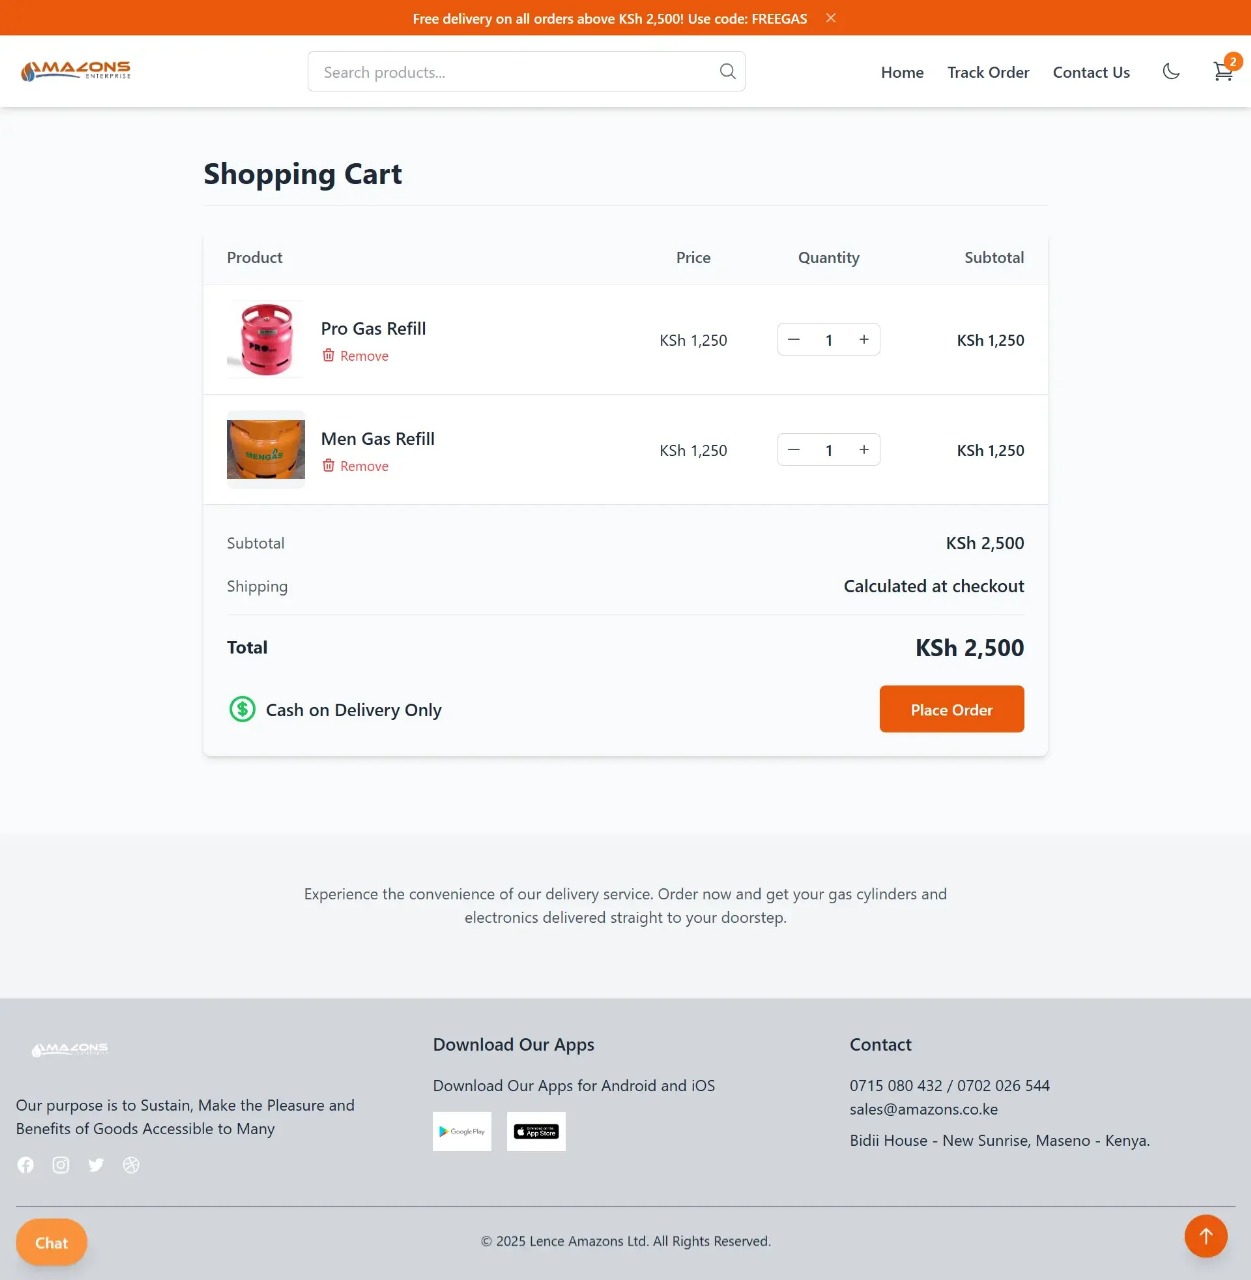 Free delivery on all orders above KSh 2,500! Use code: FREEGAS
AMAZONS
ENTERPRISE
Search products...
Home
Track Order
Contact Us
2
Shopping Cart
Product Price Quantity Subtotal
PRO
Pro Gas Refill
Remove
KSh 1,250
1
KSh 1,250
MENGAS
Men Gas Refill
Remove
KSh 1,250
1
KSh 1,250
Subtotal KSh 2,500
Shipping Calculated at checkout
Total KSh 2,500
Cash on Delivery Only
Place Order
Experience the convenience of our delivery service. Order now and get your gas cylinders and
electronics delivered straight to your doorstep.
AMAZONS
Our purpose is to Sustain, Make the Pleasure and
Benefits of Goods Accessible to Many
Download Our Apps
Download Our Apps for Android and iOS
Google Play
App Store
Contact
0715 080 432 / 0702 026 544
sales@amazons.co.ke
Bidii House - New Sunrise, Maseno - Kenya.
Chat
© 2025 Lence Amazons Ltd. All Rights Reserved.